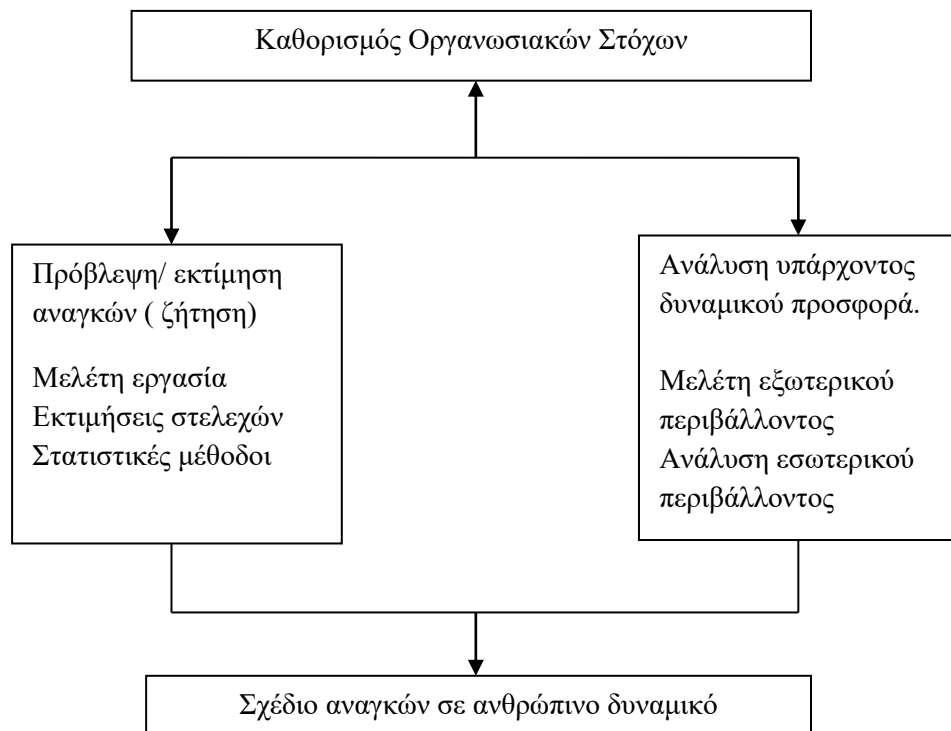 Καθορισμός Οργανωσιακών Στόχων
Πρόβλεψη/ εκτίμηση
αναγκών ( ζήτηση)
Μελέτη εργασία
Εκτιμήσεις στελεχών
Στατιστικές μέθοδοι
Ανάλυση υπάρχοντος
δυναμικού προσφορά.
Μελέτη εξωτερικού
περιβάλλοντος
Ανάλυση εσωτερικού
περιβάλλοντος
Σχέδιο αναγκών σε ανθρώπινο δυναμικό